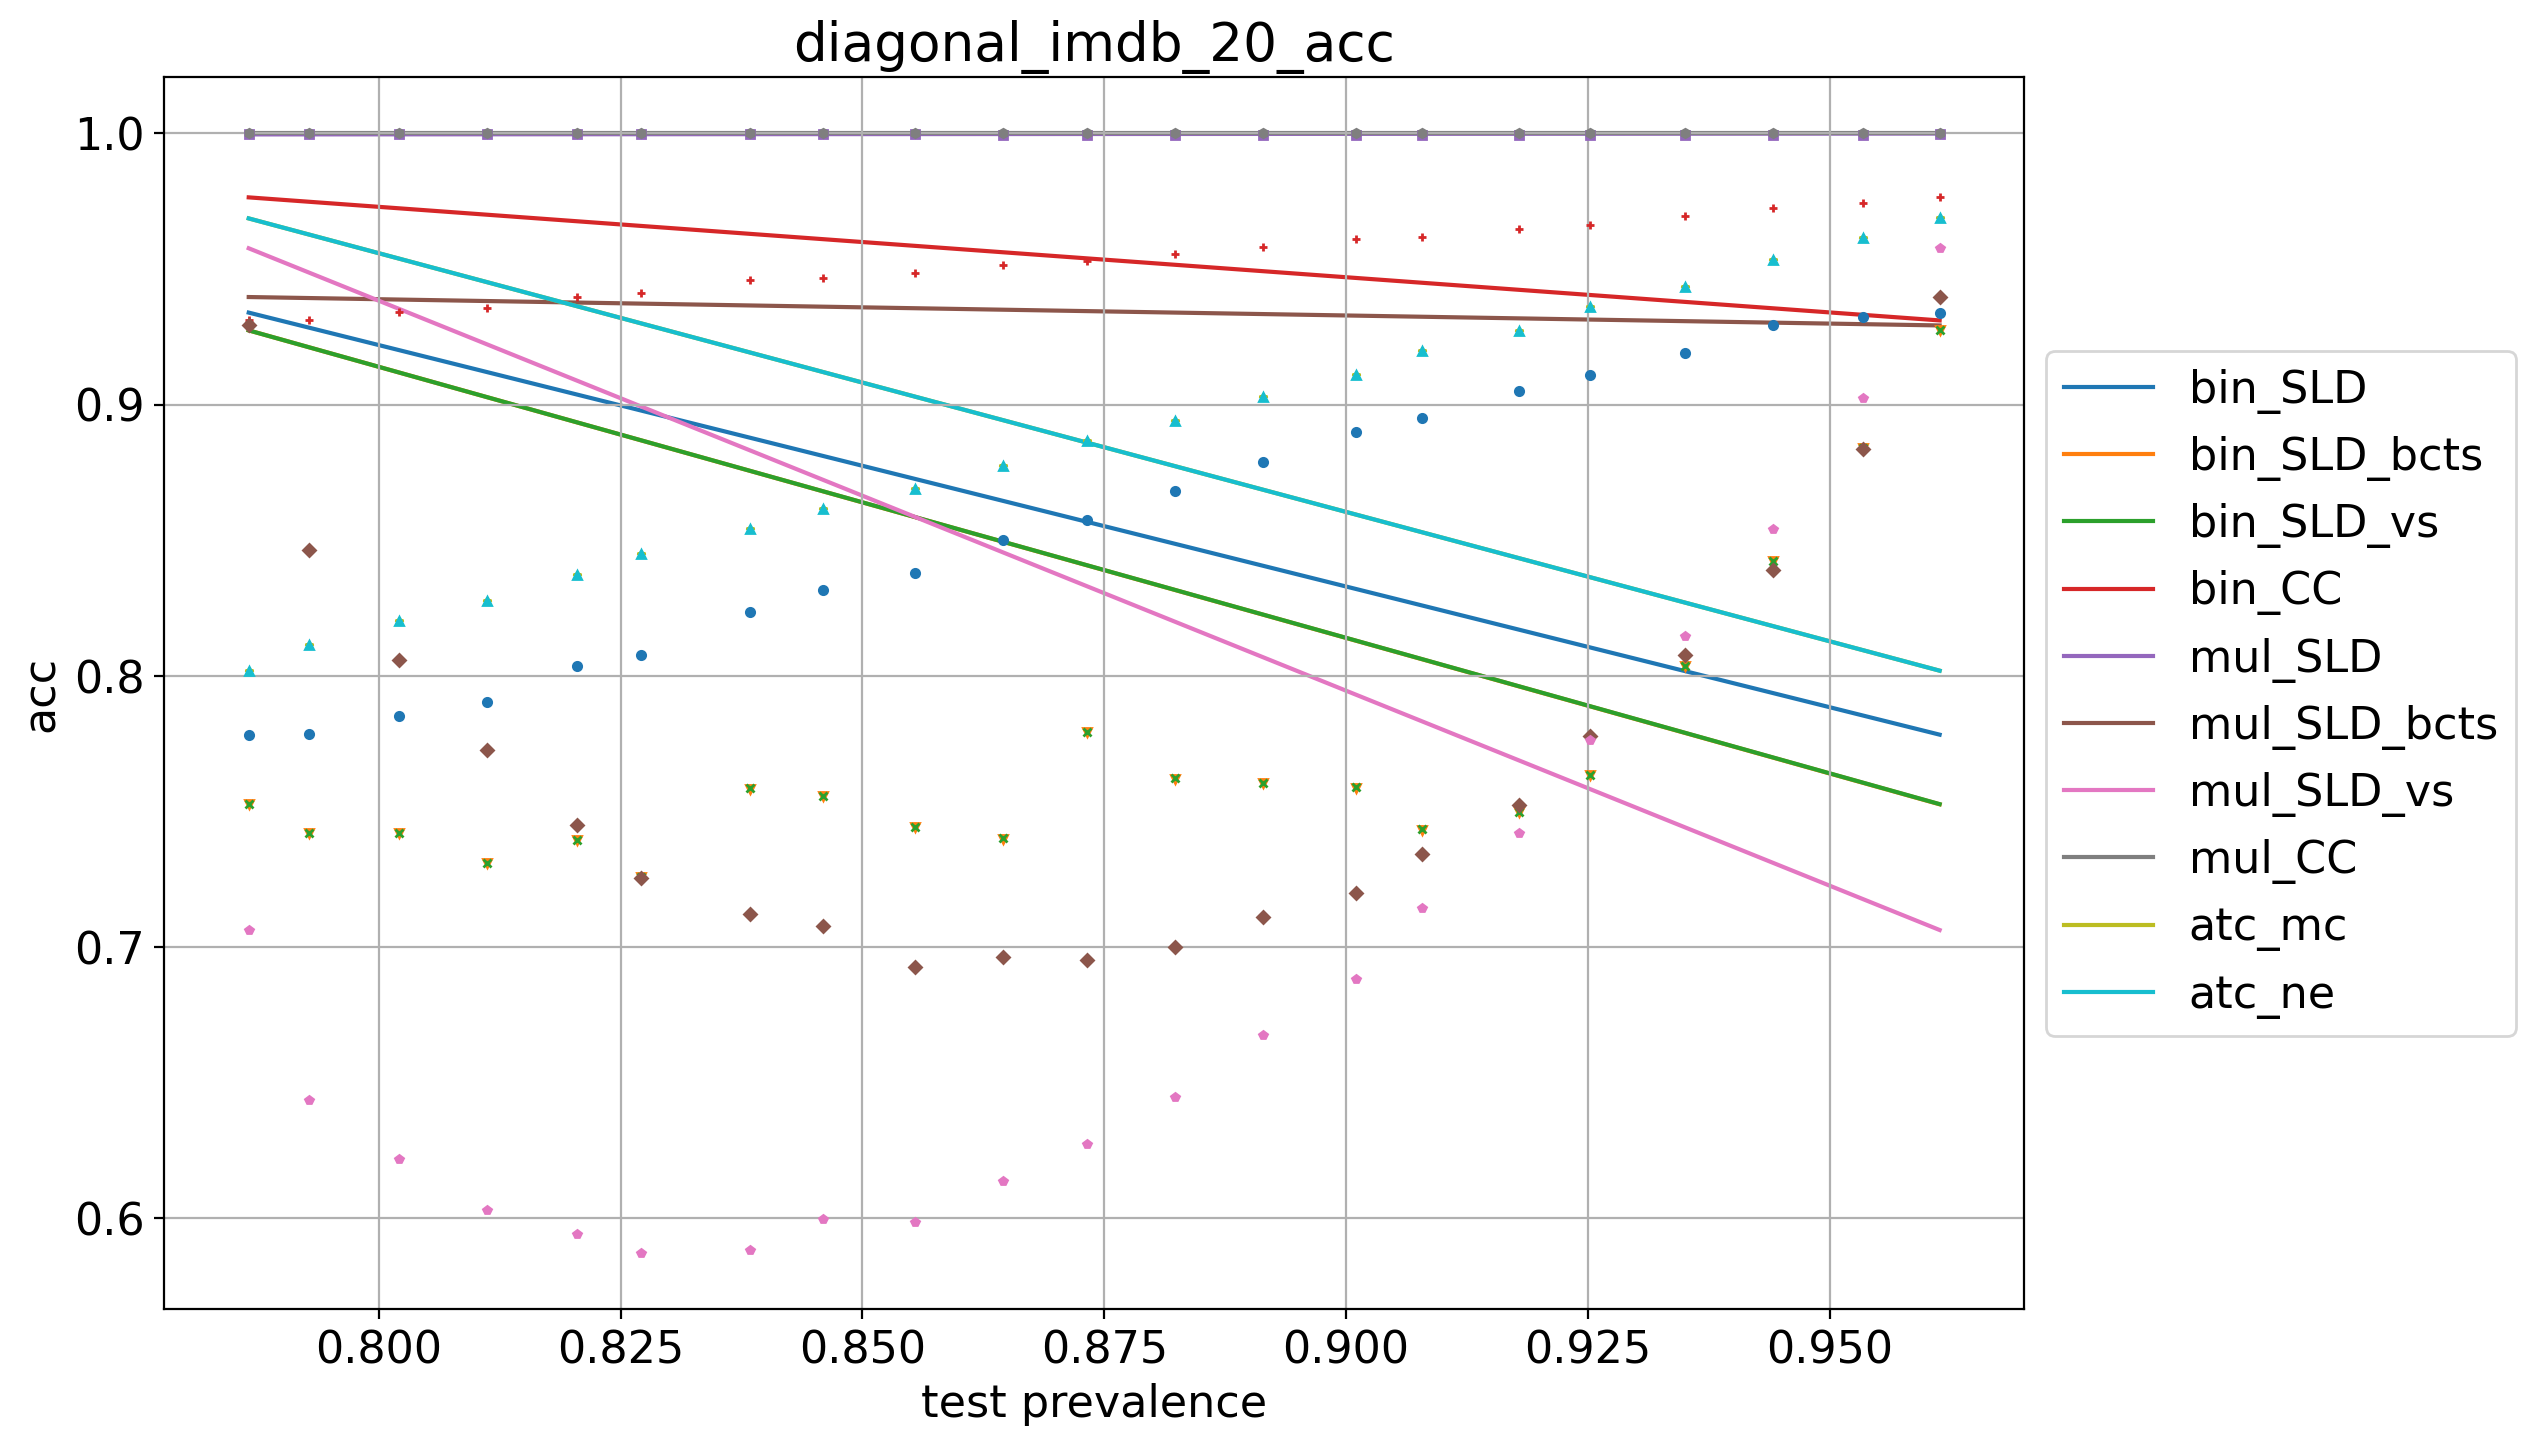 diagonal_imdb_20_acc
acc
1.0
0.9
0.8
0.7
0.6
0.800 0.825 0.850 0.875 0.900 0.925 0.950
test prevalence
bin_SLD
bin_SLD_bcts
bin_SLD_vs
bin_CC
mul_SLD
mul_SLD_bcts
mul_SLD_vs
mul_CC
atc_mc
atc_ne